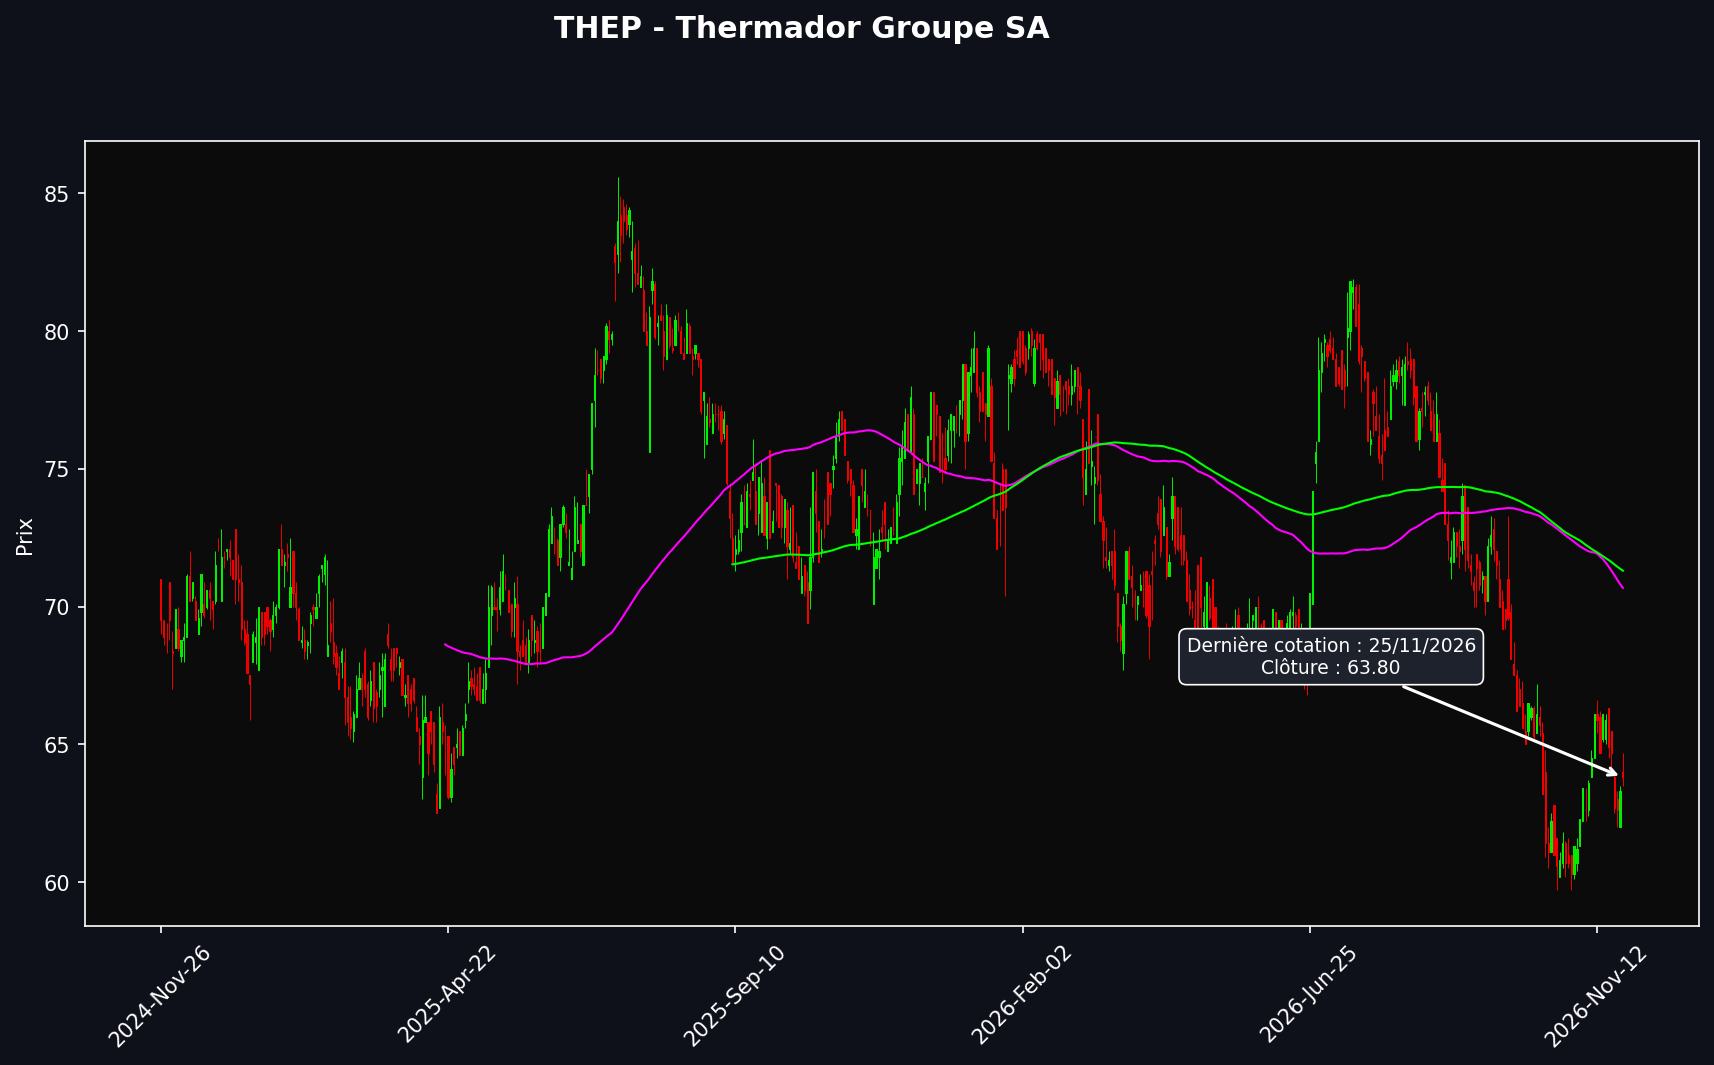 THEP - Thermador Groupe SA
Prix
85
80
75
70
65
60
Dernière cotation : 25/11/2026
Clôture : 63.80
2024-Nov-26
2025-Apr-22
2025-Sep-10
2026-Feb-02
2026-Jun-25
2026-Nov-12